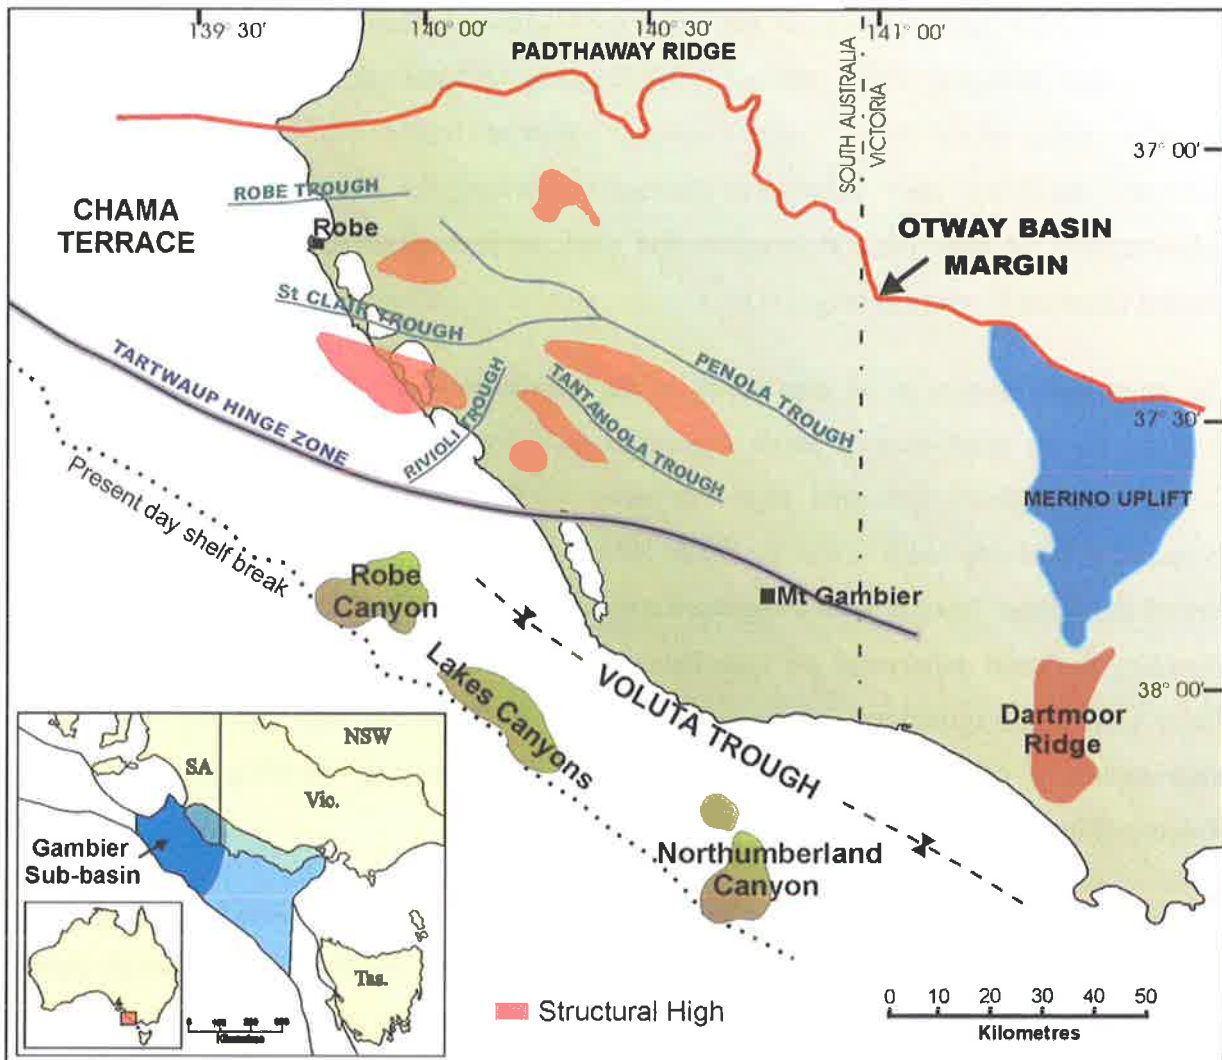 139° 30′
140° 00′
140° 30′
141° 00′
PADTHAWAY RIDGE
SOUTH AUSTRALIA
VICTORIA
37° 00′
ROBE TROUGH
CHAMA
TERRACE
Robe
OTWAY BASIN
MARGIN
St CLAIR TROUGH
TARTWAUP HINGE ZONE
RIVIOLI TROUGH
TANTANOOLA TROUGH
PENOLA TROUGH
37° 30′
MERINO UPLIFT
Present day shelf break
Robe
Canyon
Mt Gambier
Lakes Canyons
VOLUTA TROUGH
38° 00′
Dartmoor
Ridge
Northumberland
Canyon
NSW
SA
Vic.
Gambier
Sub-basin
Tas.
Kilometres
Structural High
0 10 20 30 40 50
Kilometres